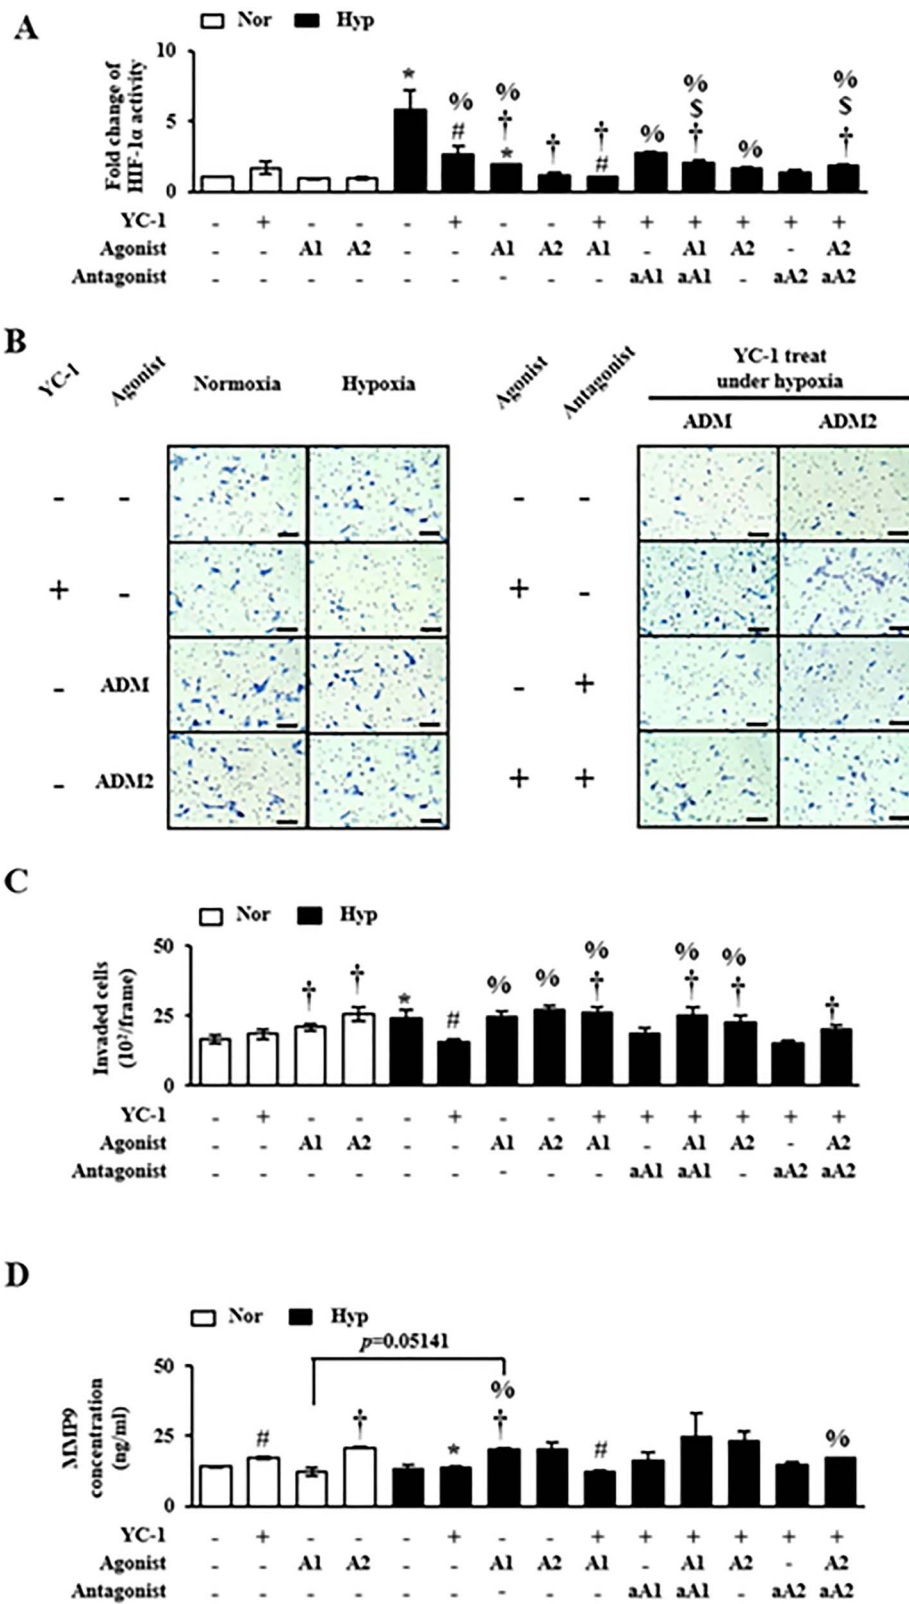 A
Nor Hyp
Fold change of
HIF-1α activity
10
5
0
*
%
#
%
†
*
†
†
#
%
%
$
†
%
%
$
†
YC-1 - + - - - + - - + + + + + +
Agonist - - A1 A2 - - A1 A2 A1 - A1 A2 - A2
Antagonist - - - - - - - - - aA1 aA1 - aA2 aA2
B
YC-1 Agonist Normoxia Hypoxia
Agonist Antagonist
YC-1 treat
under hypoxia
ADM ADM2
- -
- -
+ -
+ -
- ADM
- +
- ADM2
+ +
C
Nor Hyp
Invaded cells
(10²/frame)
50
25
0
†
†
*
#
%
%
%
†
%
†
%
†
†
YC-1 - + - - - + - - + + + + + +
Agonist - - A1 A2 - - A1 A2 A1 - A1 A2 - A2
Antagonist - - - - - - - - - aA1 aA1 - aA2 aA2
D
Nor Hyp
p=0.05141
MMP9
concentration
(ng/ml)
50
25
0
#
†
*
%
†
#
%
YC-1 - + - - - + - - + + + + + +
Agonist - - A1 A2 - - A1 A2 A1 - A1 A2 - A2
Antagonist - - - - - - - - - aA1 aA1 - aA2 aA2